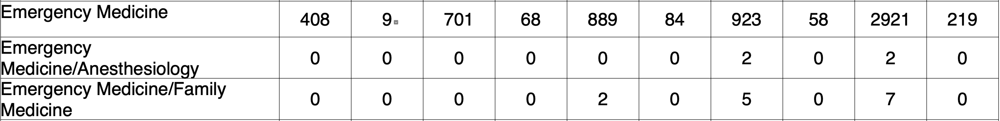 Emergency Medicine 408 9 701 68 889 84 923 58 2921 219
Emergency
Medicine/Anesthesiology 0 0 0 0 0 0 2 0 2 0
Emergency Medicine/Family
Medicine 0 0 0 0 2 0 5 0 7 0